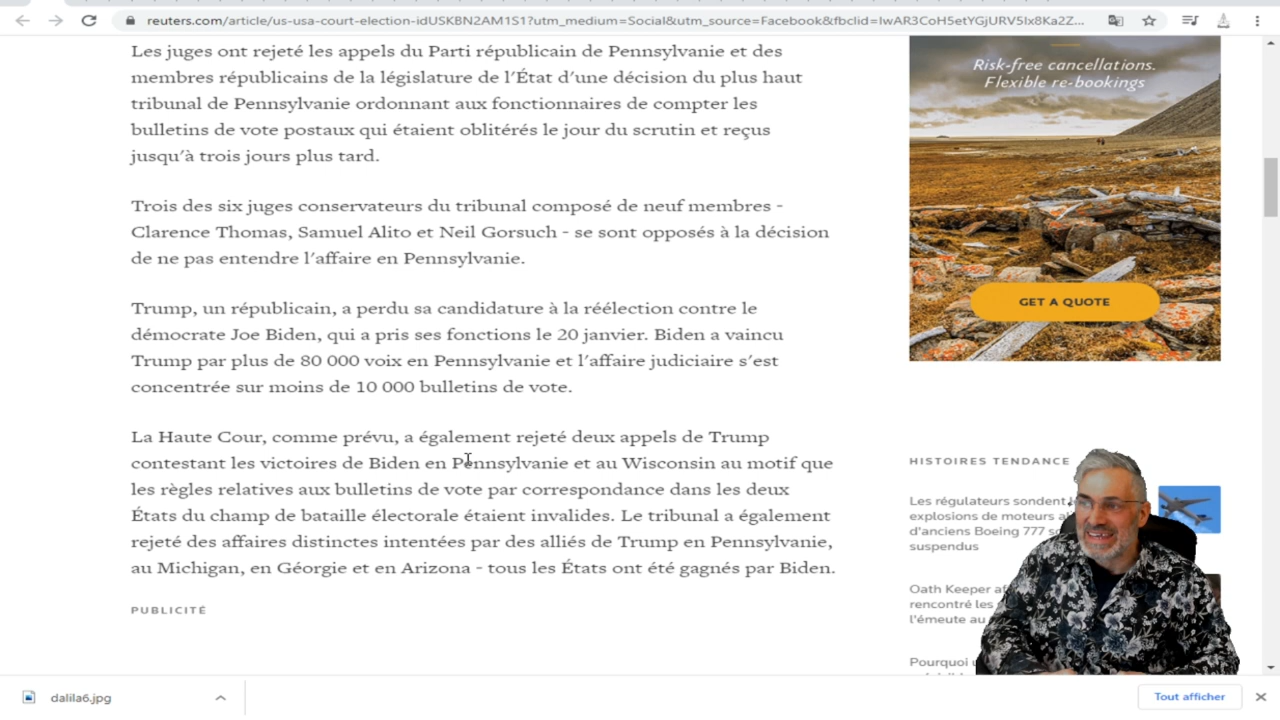 reuters.com/article/us-usa-court-election-idUSKBN2AM1S1?utm_medium=Social&utm_source=Facebook&fbclid=IwAR3CoH5etYGjURV5Ix8Ka2Z...
Les juges ont rejeté les appels du Parti républicain de Pennsylvanie et des
membres républicains de la législature de l'État d'une décision du plus haut
tribunal de Pennsylvanie ordonnant aux fonctionnaires de compter les
bulletins de vote postaux qui étaient oblitérés le jour du scrutin et reçus
jusqu'à trois jours plus tard.
Trois des six juges conservateurs du tribunal composé de neuf membres -
Clarence Thomas, Samuel Alito et Neil Gorsuch - se sont opposés à la décision
de ne pas entendre l'affaire en Pennsylvanie.
Trump, un républicain, a perdu sa candidature à la réélection contre le
démocrate Joe Biden, qui a pris ses fonctions le 20 janvier. Biden a vaincu
Trump par plus de 80 000 voix en Pennsylvanie et l'affaire judiciaire s'est
concentrée sur moins de 10 000 bulletins de vote.
La Haute Cour, comme prévu, a également rejeté deux appels de Trump
contestant les victoires de Biden en Pennsylvanie et au Wisconsin au motif que
les règles relatives aux bulletins de vote par correspondance dans les deux
États du champ de bataille électorale étaient invalides. Le tribunal a également
rejeté des affaires distinctes intentées par des alliés de Trump en Pennsylvanie,
au Michigan, en Géorgie et en Arizona - tous les États ont été gagnés par Biden.
PUBLICITÉ
Risk-free cancellations.
Flexible re-bookings
GET A QUOTE
HISTOIRES TENDANCE
Les régulateurs sondent
explosions de moteurs
d'anciens Boeing 777
suspendus
Oath Keeper
rencontré les
l'émeute au
Pourquoi
dalila6.jpg
Tout afficher